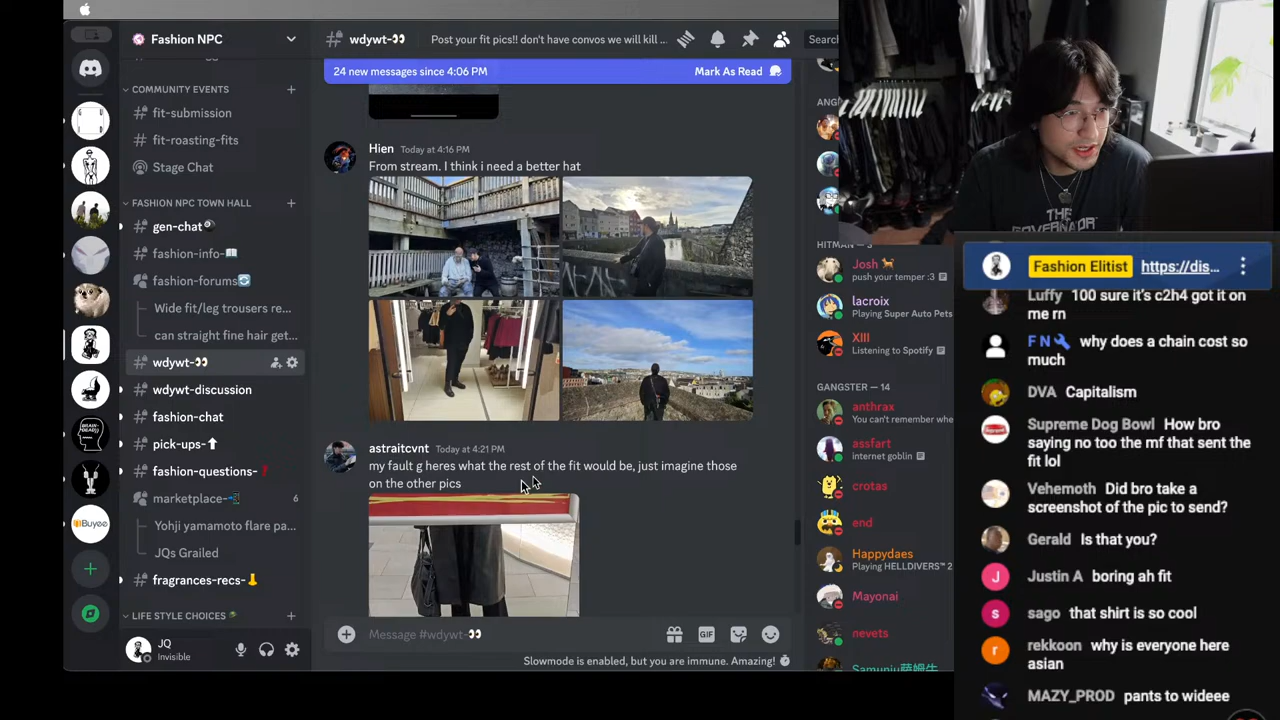 Fashion NPC
COMMUNITY EVENTS
fit-submission
fit-roasting-fits
Stage Chat
FASHION NPC TOWN HALL
gen-chat
fashion-info-
fashion-forums
Wide fit/leg trousers re...
can straight fine hair get...
wdywt-👀
wdywt-discussion
fashion-chat
pick-ups-⬆
fashion-questions-
marketplace-
6
Yohji yamamoto flare pa...
JQs Grailed
fragrances-recs-
LIFE STYLE CHOICES
JQ
Invisible
wdywt-👀
Post your fit pics!! don't have convos we will kill ...
Search
24 new messages since 4:06 PM
Mark As Read
Hien Today at 4:16 PM
From stream. I think i need a better hat
astraitcvnt Today at 4:21 PM
my fault g heres what the rest of the fit would be, just imagine those
on the other pics
Message #wdywt-👀
GIF
Slowmode is enabled, but you are immune. Amazing!
HITMAN — 3
Josh
push your temper :3
lacroix
Playing Super Auto Pets
XIII
Listening to Spotify
GANGSTER — 14
anthrax
You can't remember whe
assfart
internet goblin
crotas
end
Happydaes
Playing HELLDIVERS™ 2
Mayonai
nevets
THE
GOVERNATOR
Fashion Elitist https://dis...
Luffy 100 sure it's c2h4 got it on
me rn
F N🔧 why does a chain cost so
much
DVA Capitalism
Supreme Dog Bowl How bro
saying no too the mf that sent the
fit lol
Vehemoth Did bro take a
screenshot of the pic to send?
Gerald Is that you?
Justin A boring ah fit
sago that shirt is so cool
rekkoon why is everyone here
asian
MAZY_PROD pants to wideee